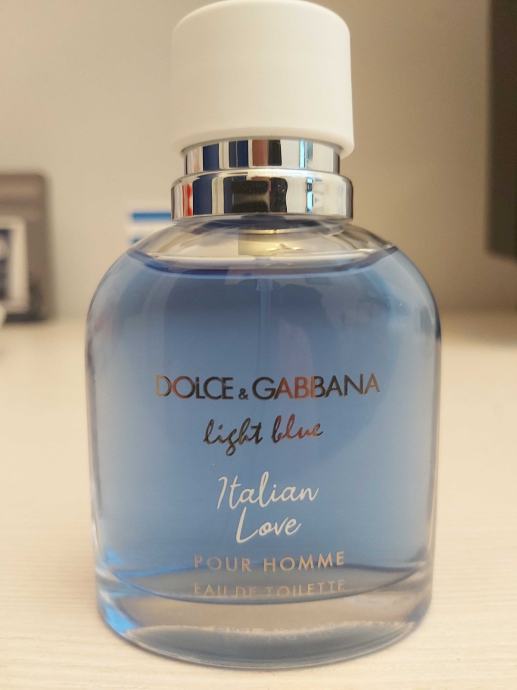 DOLCE & GABBANA
light blue
Italian
Love
POUR HOMME
EAU DE TOILETTE